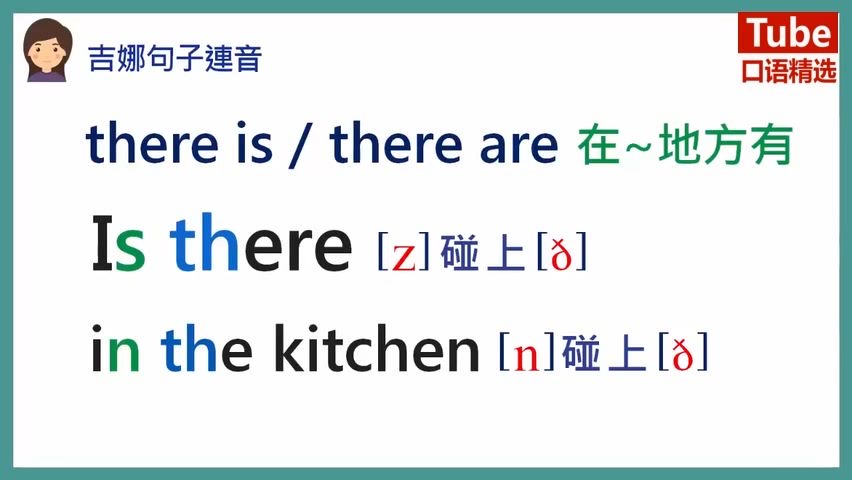 吉娜句子連音
Tube
口语精选
there is / there are 在~地方有
Is there [z]碰上[ð]
in the kitchen [n]碰上[ð]